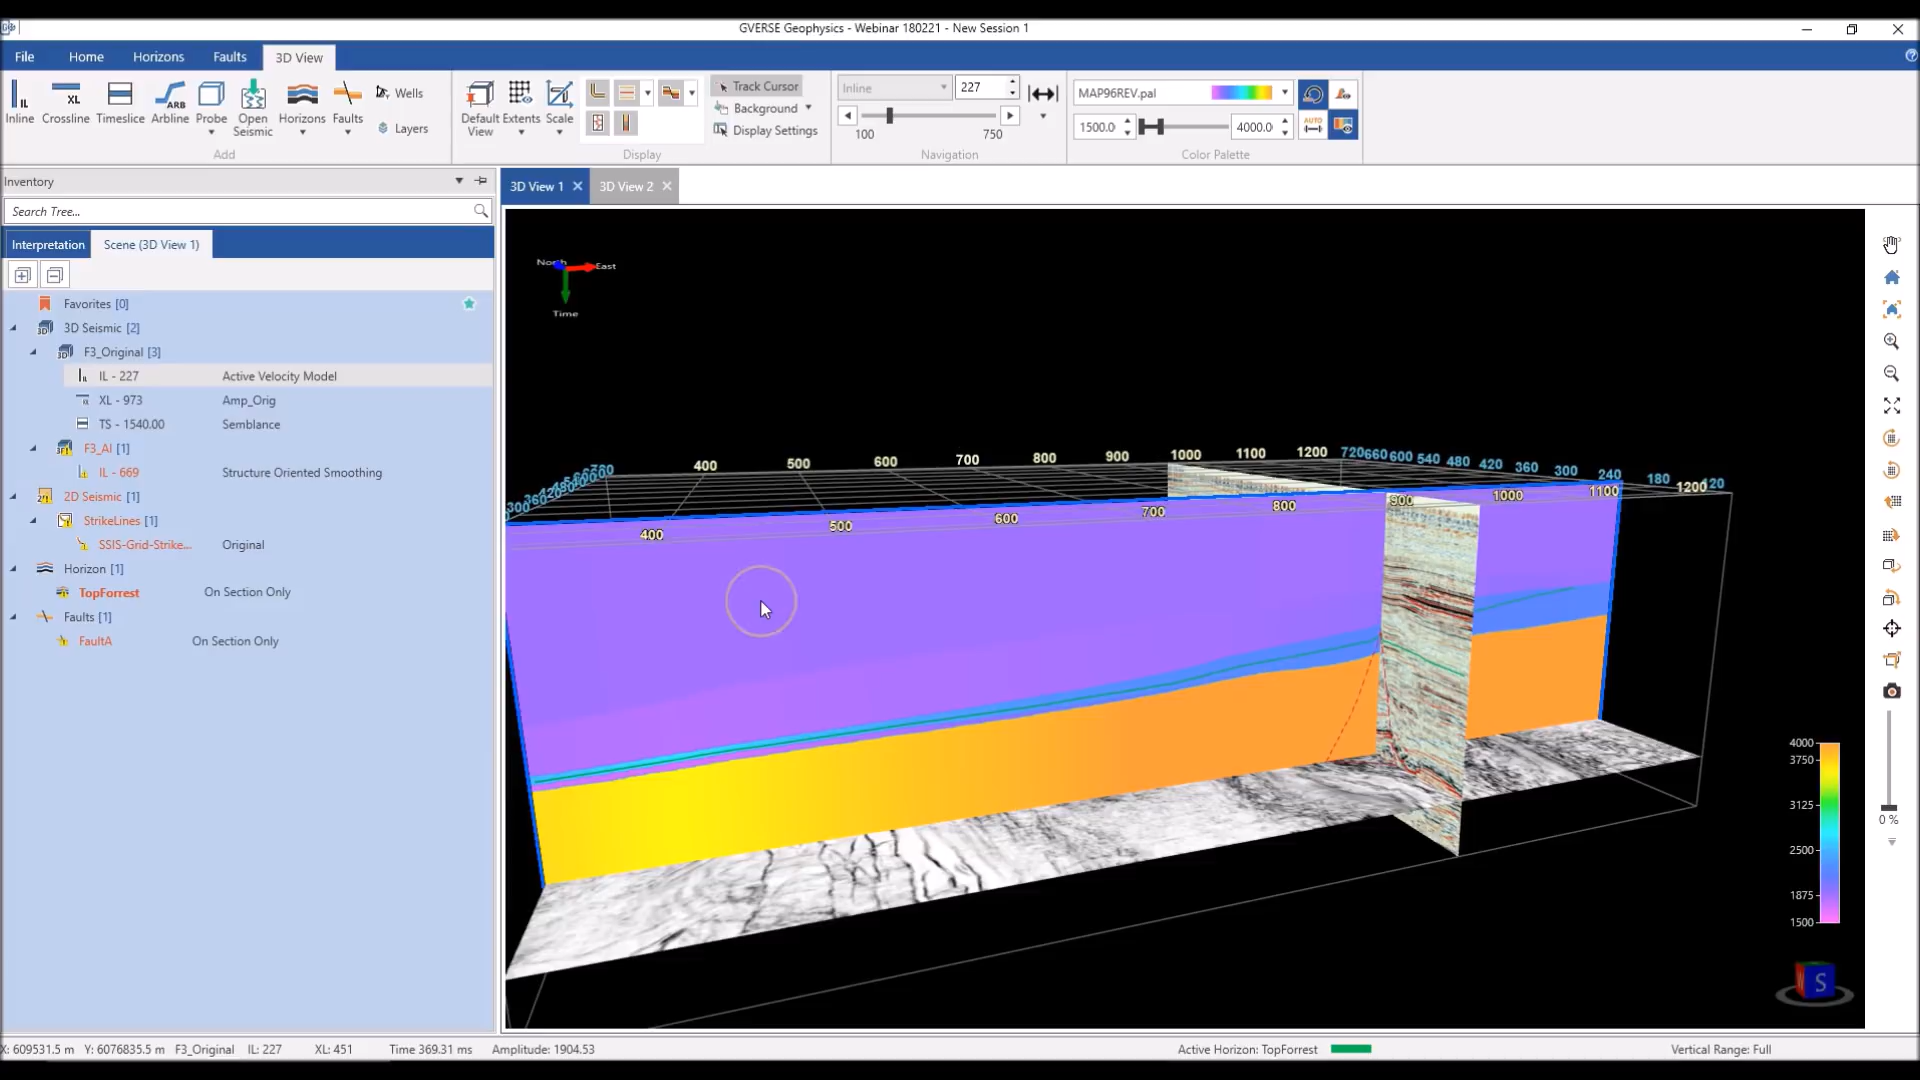 GVERSE Geophysics - Webinar 180221 - New Session 1
File Home Horizons Faults 3D View
IL XL ARB
Inline Crossline Timeslice Arbline Probe Open Seismic Horizons Faults
Wells
Layers
Add
Default View Extents Scale
Track Cursor
Background
Display Settings
Display
Inline 227
100 750
Navigation
MAP96REV.pal
1500.0 4000.0 AUTO
Color Palette
Inventory
Search Tree...
Interpretation Scene (3D View 1)
Favorites [0]
3D Seismic [2]
F3_Original [3]
IL - 227 Active Velocity Model
XL - 973 Amp_Orig
TS - 1540.00 Semblance
F3_AI [1]
IL - 669 Structure Oriented Smoothing
2D Seismic [1]
StrikeLines [1]
SSIS-Grid-Strike... Original
Horizon [1]
TopForrest On Section Only
Faults [1]
FaultA On Section Only
3D View 1 3D View 2
North East
Time
400 500 600 700 800 900 1000 1100 1200 720 660 600 540 480 420 360 300 240 180 120
300 400 500 600 700 800 900 1000 1100 1200
4000
3750
3125
2500
1875
1500
0 %
S
X: 609531.5 m Y: 6076835.5 m F3_Original IL: 227 XL: 451 Time 369.31 ms Amplitude: 1904.53 Active Horizon: TopForrest Vertical Range: Full